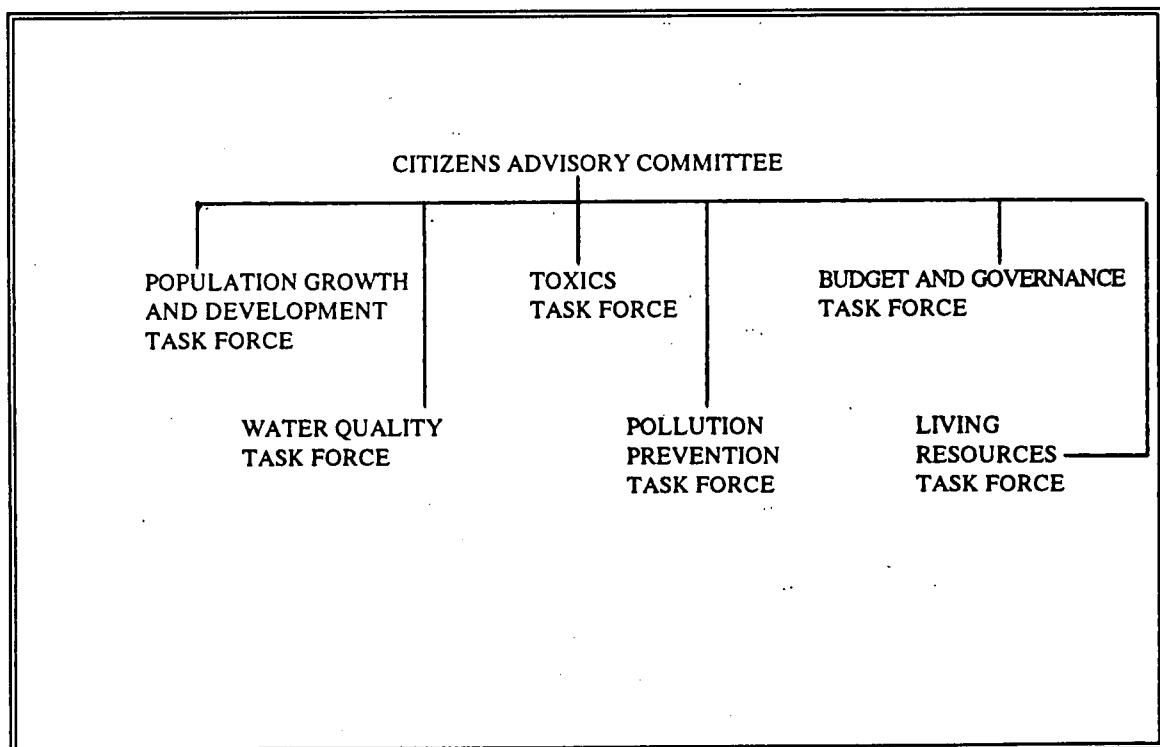 CITIZENS ADVISORY COMMITTEE
POPULATION GROWTH
AND DEVELOPMENT
TASK FORCE
TOXICS
TASK FORCE
BUDGET AND GOVERNANCE
TASK FORCE
WATER QUALITY
TASK FORCE
POLLUTION
PREVENTION
TASK FORCE
LIVING
RESOURCES
TASK FORCE